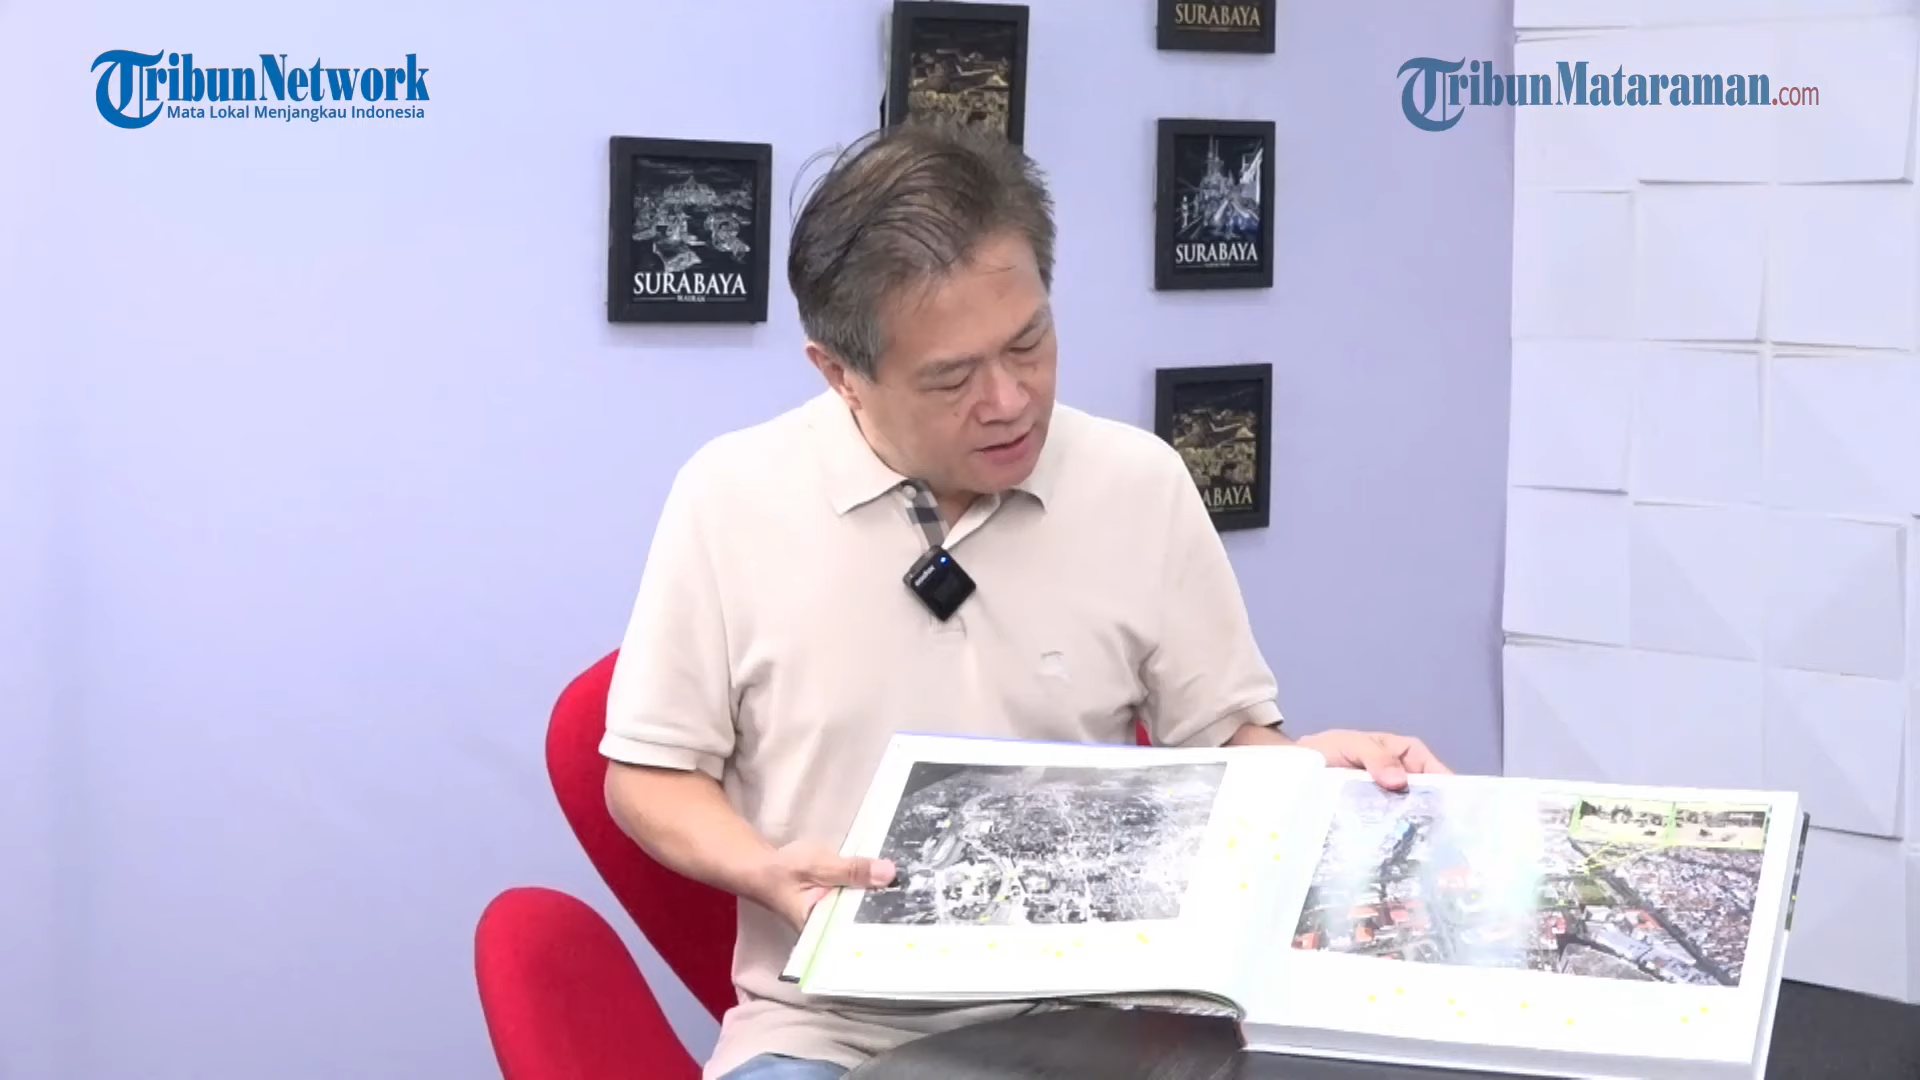 TribunNetwork
Mata Lokal Menjangkau Indonesia
TribunMataraman.com
SURABAYA
SURABAYA
SURABAYA
ABAYA